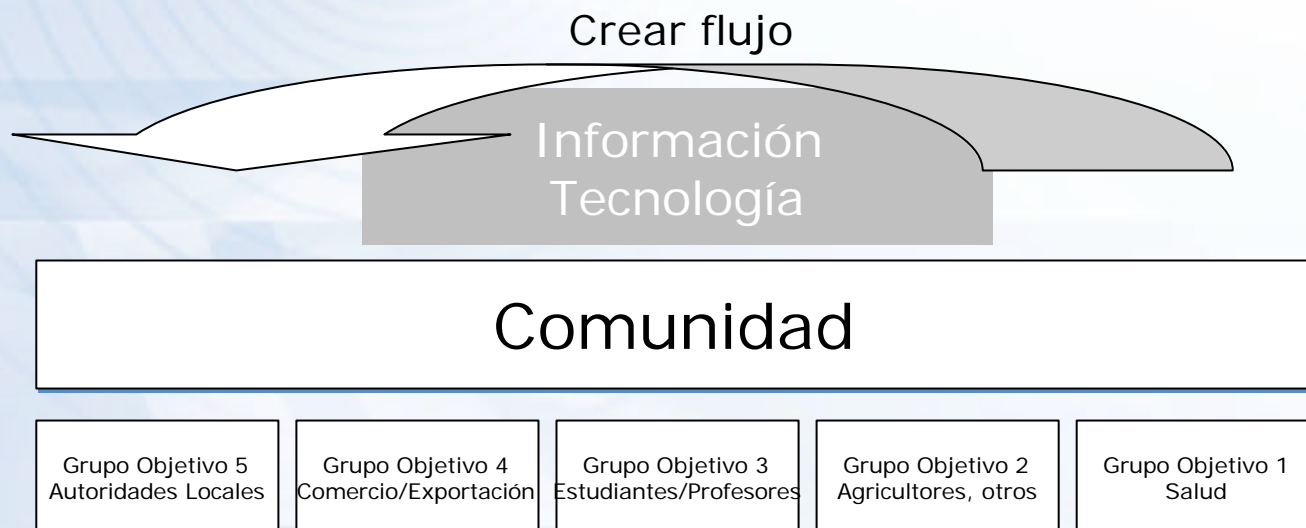 Crear flujo
Información
Tecnología
Comunidad
Grupo Objetivo 5
Autoridades Locales
Grupo Objetivo 4
Comercio/Exportación
Grupo Objetivo 3
Estudiantes/Profesores
Grupo Objetivo 2
Agricultores, otros
Grupo Objetivo 1
Salud